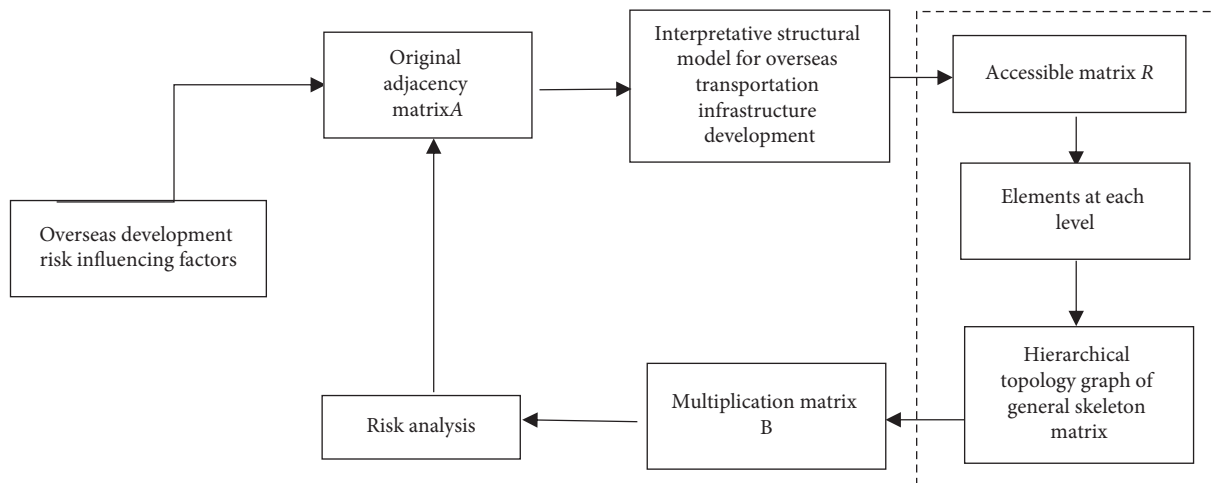 Overseas development
risk influencing factors
Original
adjacency
matrixA
Interpretative structural
model for overseas
transportation
infrastructure
development
Accessible matrix R
Elements at each
level
Hierarchical
topology graph of
general skeleton
matrix
Multiplication matrix
B
Risk analysis